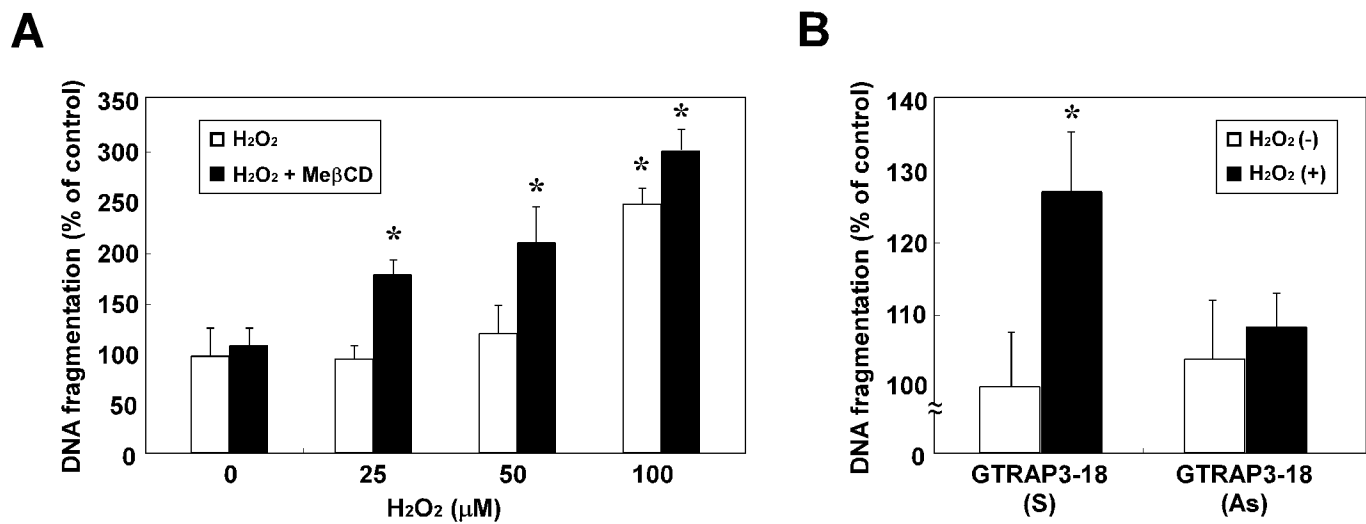 A
DNA fragmentation (% of control)
350
300
250
200
150
100
50
0
H₂O₂
H₂O₂ + MeβCD
*
*
*
*
0 25 50 100
H₂O₂ (μM)
B
DNA fragmentation (% of control)
140
130
120
110
100
0
H₂O₂ (-)
H₂O₂ (+)
*
GTRAP3-18 GTRAP3-18
(S) (As)